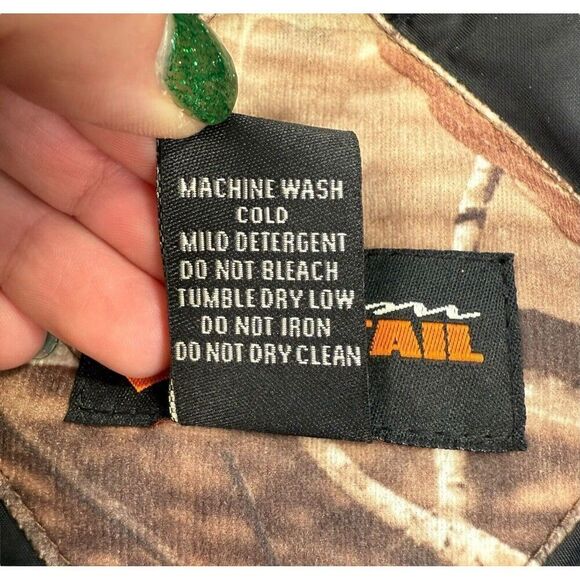 MACHINE WASH
COLD
MILD DETERGENT
DO NOT BLEACH
TUMBLE DRY LOW
DO NOT IRON
DO NOT DRY CLEAN
TAIL